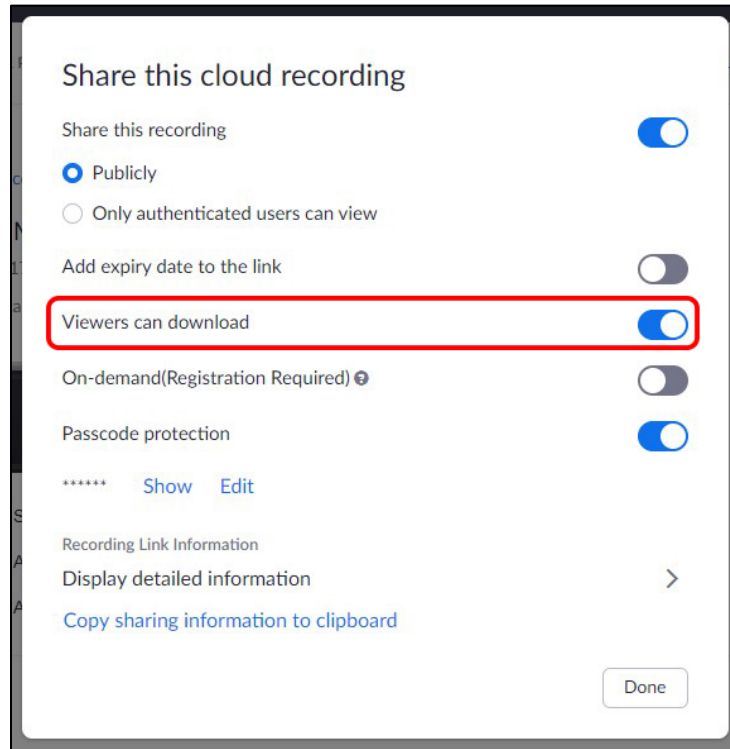 Share this cloud recording
Share this recording
Publicly
Only authenticated users can view
Add expiry date to the link
Viewers can download
On-demand(Registration Required)
Passcode protection
****** Show Edit
Recording Link Information
Display detailed information
Copy sharing information to clipboard
Done